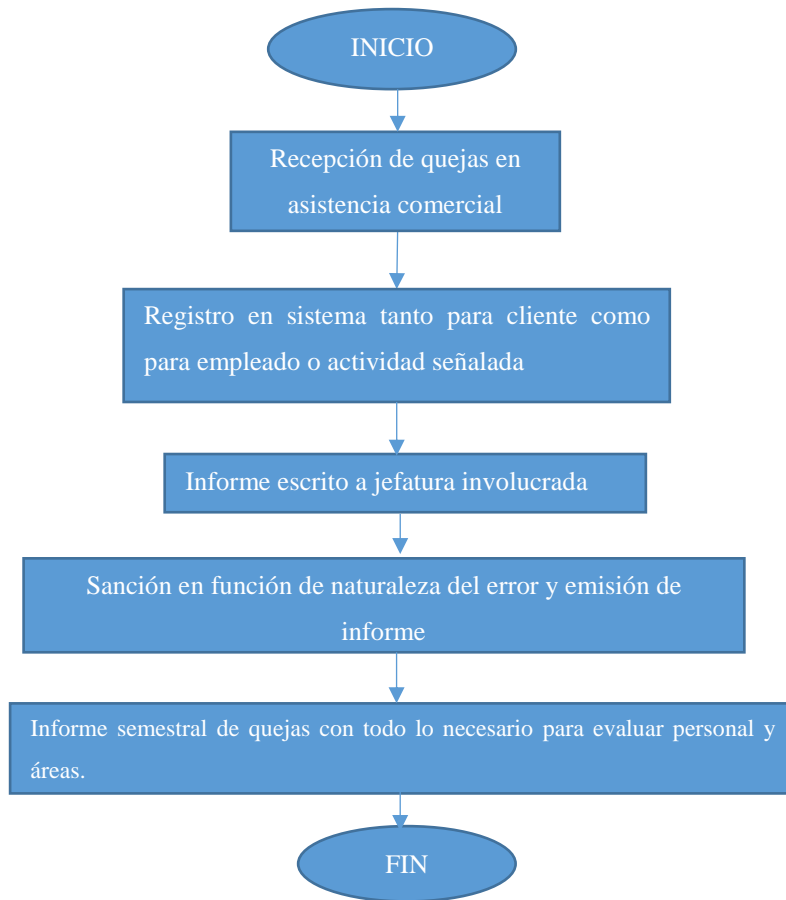 INICIO
Recepción de quejas en
asistencia comercial
Registro en sistema tanto para cliente como
para empleado o actividad señalada
Informe escrito a jefatura involucrada
Sanción en función de naturaleza del error y emisión de
informe
Informe semestral de quejas con todo lo necesario para evaluar personal y
áreas.
FIN